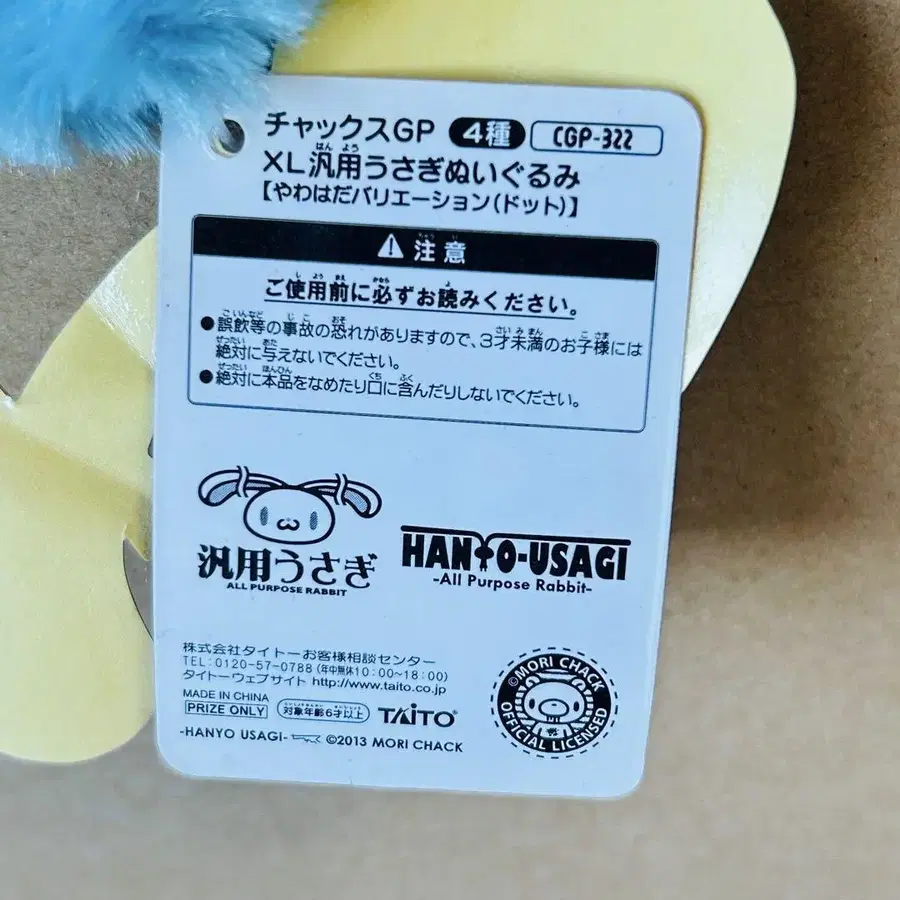 チャックスGP 4種 CGP-322
XL汎用うさぎぬいぐるみ
【やわはだバリエーション(ドット)】
⚠注意
ご使用前に必ずお読みください。
●誤飲等の事故の恐れがありますので、3才未満のお子様には
絶対に与えないでください。
●絶対に本品をなめたり口に含んだりしないでください。
汎用うさぎ
ALL PURPOSE RABBIT
HANYO-USAGI
-All Purpose Rabbit-
株式会社タイトーお客様相談センター
TEL:0120-57-0788 (年中無休10:00~18:00)
タイトーウェブサイト http://www.taito.co.jp
MADE IN CHINA
PRIZE ONLY 対象年齢6才以上 TAITO®
-HANYO USAGI- ©2013 MORI CHACK
©MORI CHACK
OFFICIAL LICENSED